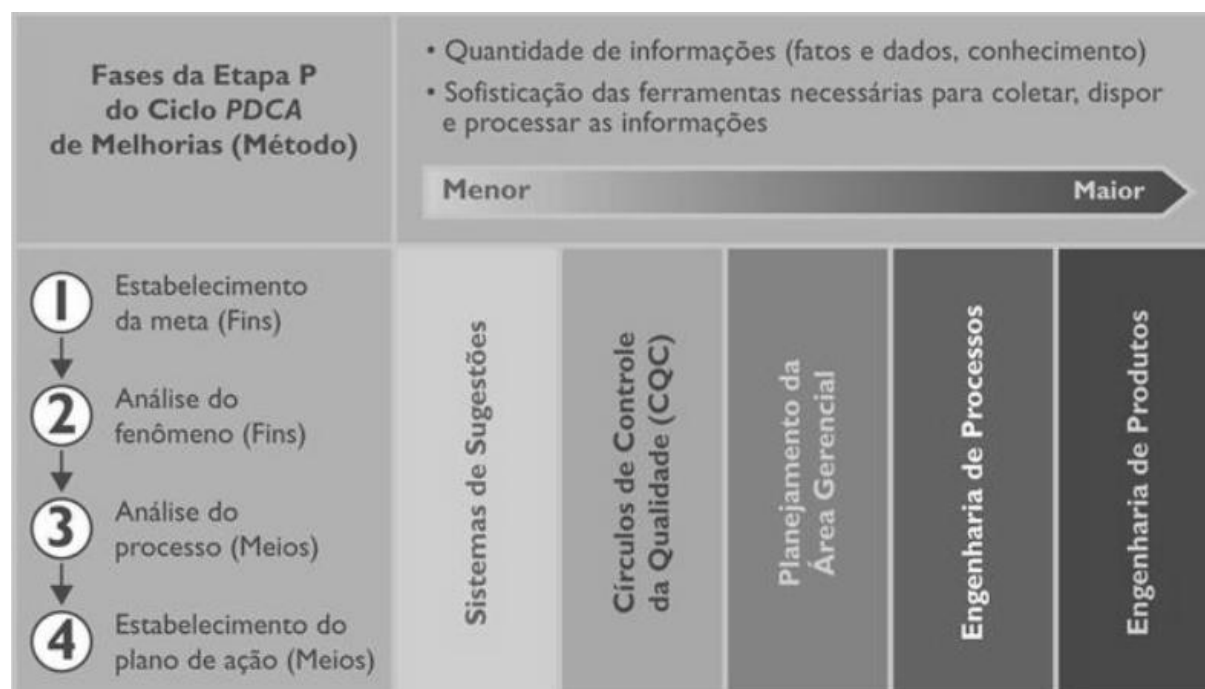 Fases da Etapa P
do Ciclo PDCA
de Melhorias (Método)
• Quantidade de informações (fatos e dados, conhecimento)
• Sofisticação das ferramentas necessárias para coletar, dispor
e processar as informações
Menor
Maior
1 Estabelecimento
da meta (Fins)
2 Análise do
fenômeno (Fins)
3 Análise do
processo (Meios)
4 Estabelecimento do
plano de ação (Meios)
Sistemas de Sugestões
Círculos de Controle
da Qualidade (CQC)
Planejamento da
Área Gerencial
Engenharia de Processos
Engenharia de Produtos